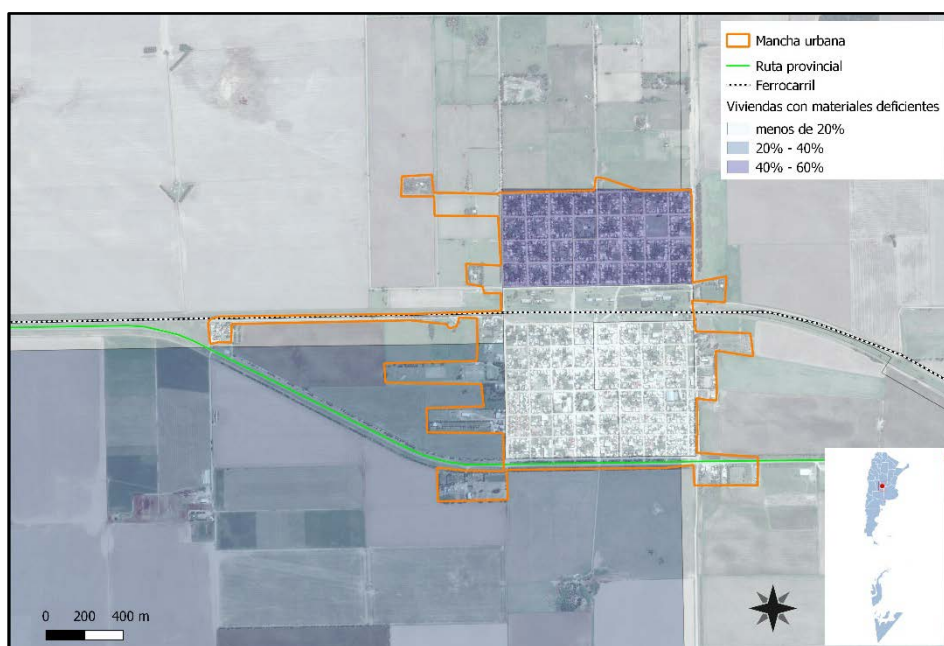 Mancha urbana
Ruta provincial
Ferrocarril
Viviendas con materiales deficientes
menos de 20%
20% - 40%
40% - 60%
0 200 400 m